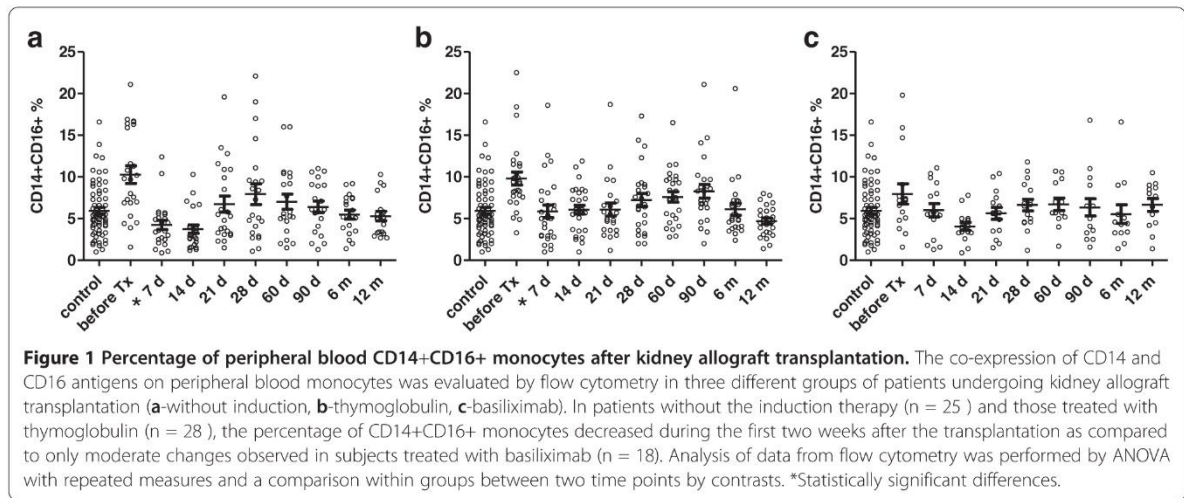 a
b
c
25
20
15
10
5
0
CD14+CD16+ %
control
before Tx
* 7 d
14 d
21 d
28 d
60 d
90 d
6 m
12 m
25
20
15
10
5
0
CD14+CD16+ %
control
before Tx
* 7 d
14 d
21 d
28 d
60 d
90 d
6 m
12 m
25
20
15
10
5
0
CD14+CD16+ %
control
before Tx
7 d
14 d
21 d
28 d
60 d
90 d
6 m
12 m
Figure 1 Percentage of peripheral blood CD14+CD16+ monocytes after kidney allograft transplantation. The co-expression of CD14 and
CD16 antigens on peripheral blood monocytes was evaluated by flow cytometry in three different groups of patients undergoing kidney allograft
transplantation (a-without induction, b-thymoglobulin, c-basiliximab). In patients without the induction therapy (n = 25 ) and those treated with
thymoglobulin (n = 28 ), the percentage of CD14+CD16+ monocytes decreased during the first two weeks after the transplantation as compared
to only moderate changes observed in subjects treated with basiliximab (n = 18). Analysis of data from flow cytometry was performed by ANOVA
with repeated measures and a comparison within groups between two time points by contrasts. *Statistically significant differences.